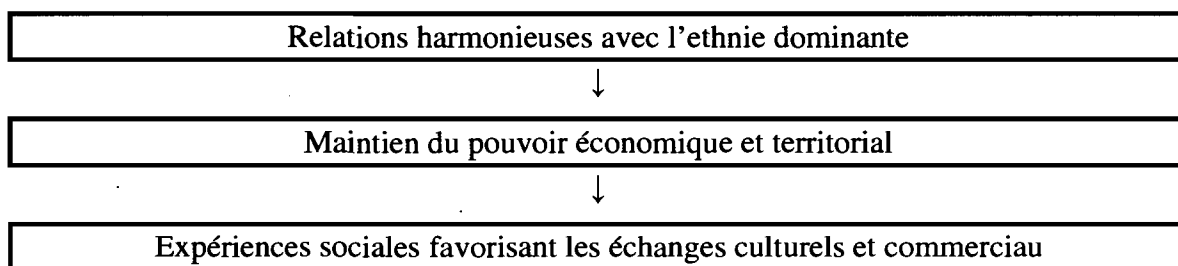 Relations harmonieuses avec l’ethnie dominante
↓
Maintien du pouvoir économique et territorial
↓
Expériences sociales favorisant les échanges culturels et commerciau